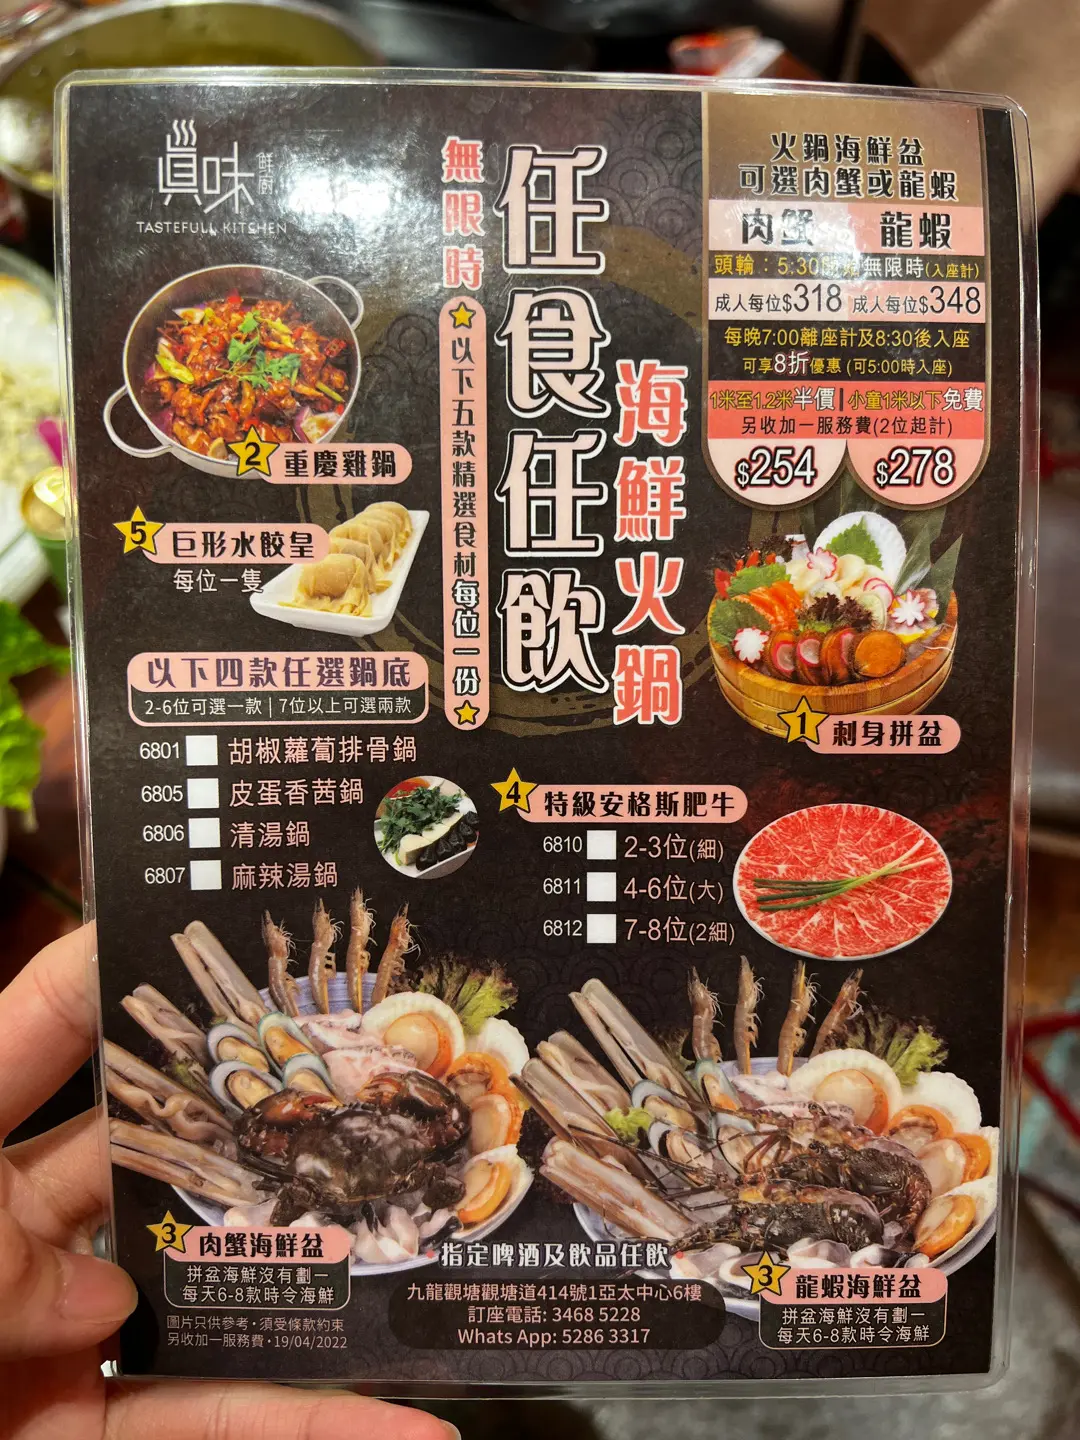 眞味
鮮廚
TASTEFULL KITCHEN
無限時
任食任飲
海鮮火鍋
以下五款精選食材每位一份
火鍋海鮮盆
可選肉蟹或龍蝦
肉蟹 龍蝦
頭輪：5:30 無限時(入座計)
成人每位$318 成人每位$348
每晚7:00離座計及8:30後入座
可享8折優惠 (可5:00時入座)
1米至1.2米半價 | 小童1米以下免費
另收加一服務費(2位起計)
$254 $278
2 重慶雞鍋
5 巨形水餃皇
每位一隻
以下四款任選鍋底
2-6位可選一款 | 7位以上可選兩款
6801 胡椒蘿蔔排骨鍋
6805 皮蛋香茜鍋
6806 清湯鍋
6807 麻辣湯鍋
1 刺身拼盆
4 特級安格斯肥牛
6810 2-3位(細)
6811 4-6位(大)
6812 7-8位(2細)
3 肉蟹海鮮盆
拼盆海鮮沒有劃一
每天6-8款時令海鮮
圖片只供參考・須受條款約束
另收加一服務費・19/04/2022
指定啤酒及飲品任飲
九龍觀塘觀塘道414號1亞太中心6樓
訂座電話: 3468 5228
Whats App: 5286 3317
3 龍蝦海鮮盆
拼盆海鮮沒有劃一
每天6-8款時令海鮮